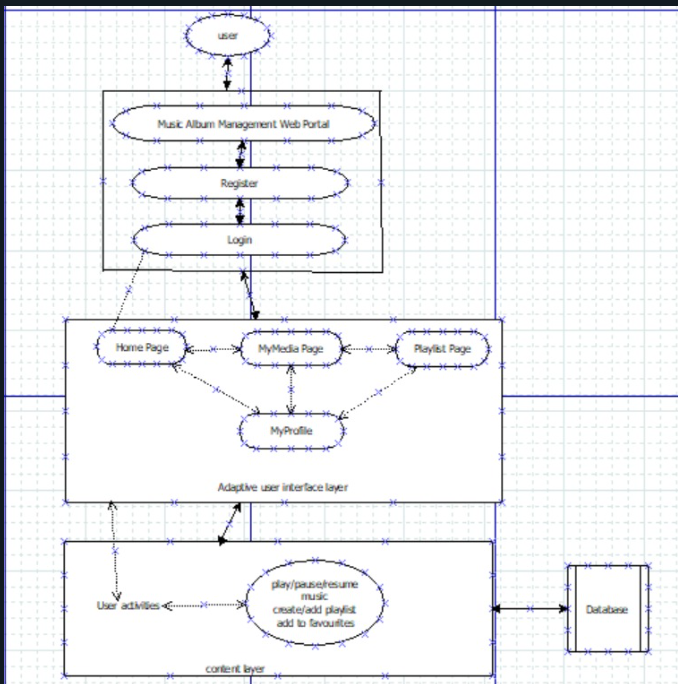 user
Music Album Management Web Portal
Register
Login
Home Page
MyMedia Page
Playlist Page
MyProfile
Adaptive user interface layer
play/pause/resume
music
create/add playlist
add to favourites
User activities
Database
content layer